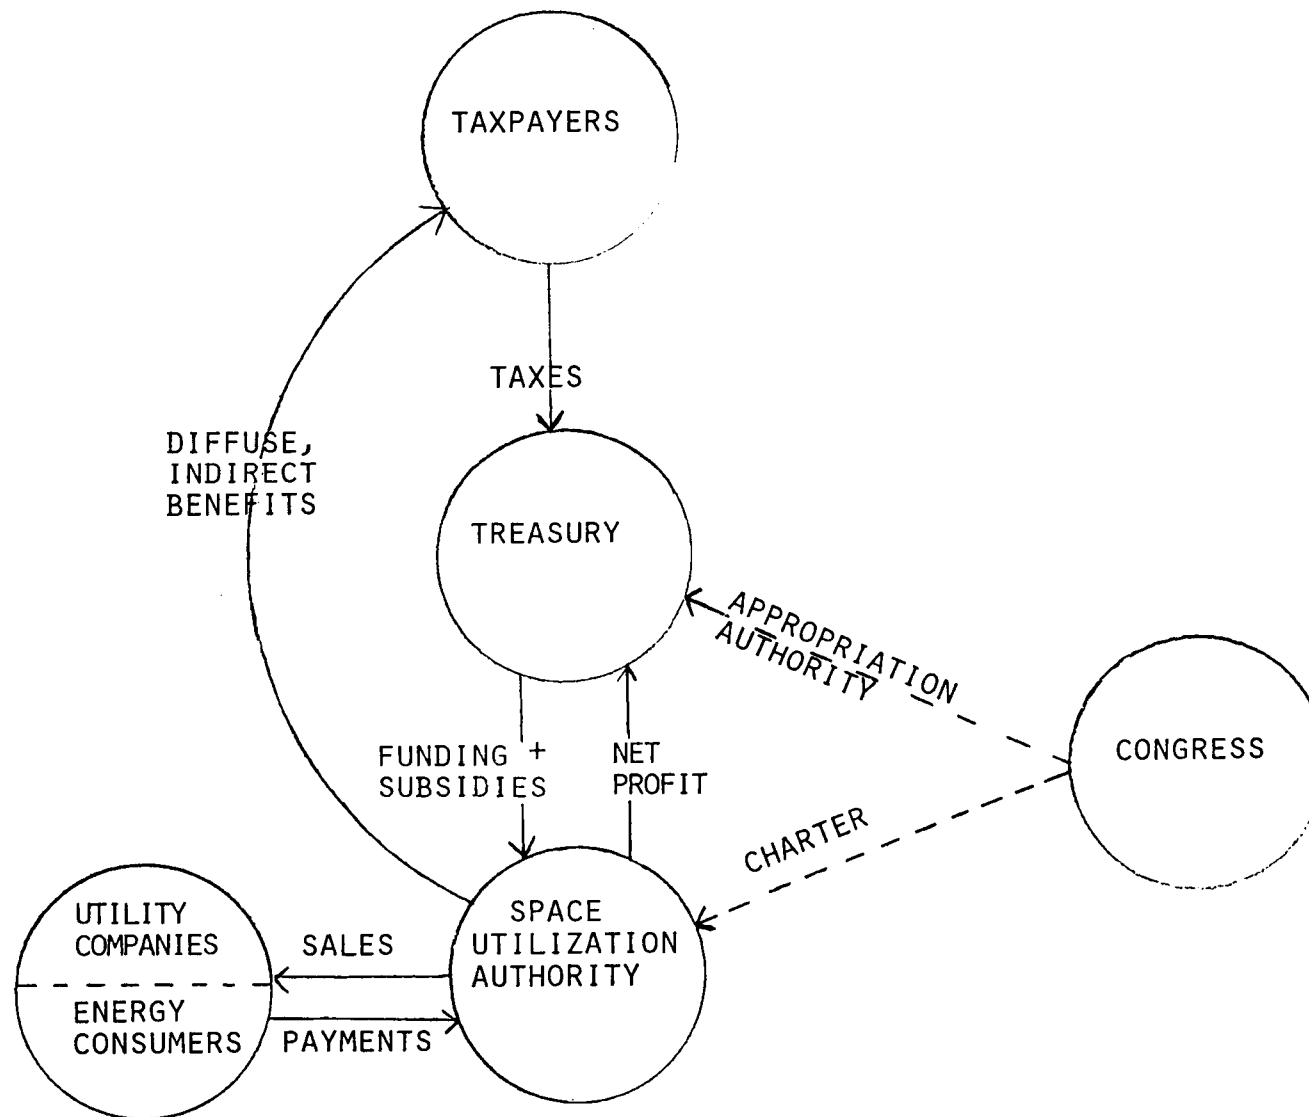 TAXPAYERS
TAXES
DIFFUSE,
INDIRECT
BENEFITS
TREASURY
APPROPRIATION
AUTHORITY
FUNDING +
SUBSIDIES
NET
PROFIT
CONGRESS
CHARTER
UTILITY
COMPANIES
ENERGY
CONSUMERS
SALES
PAYMENTS
SPACE
UTILIZATION
AUTHORITY